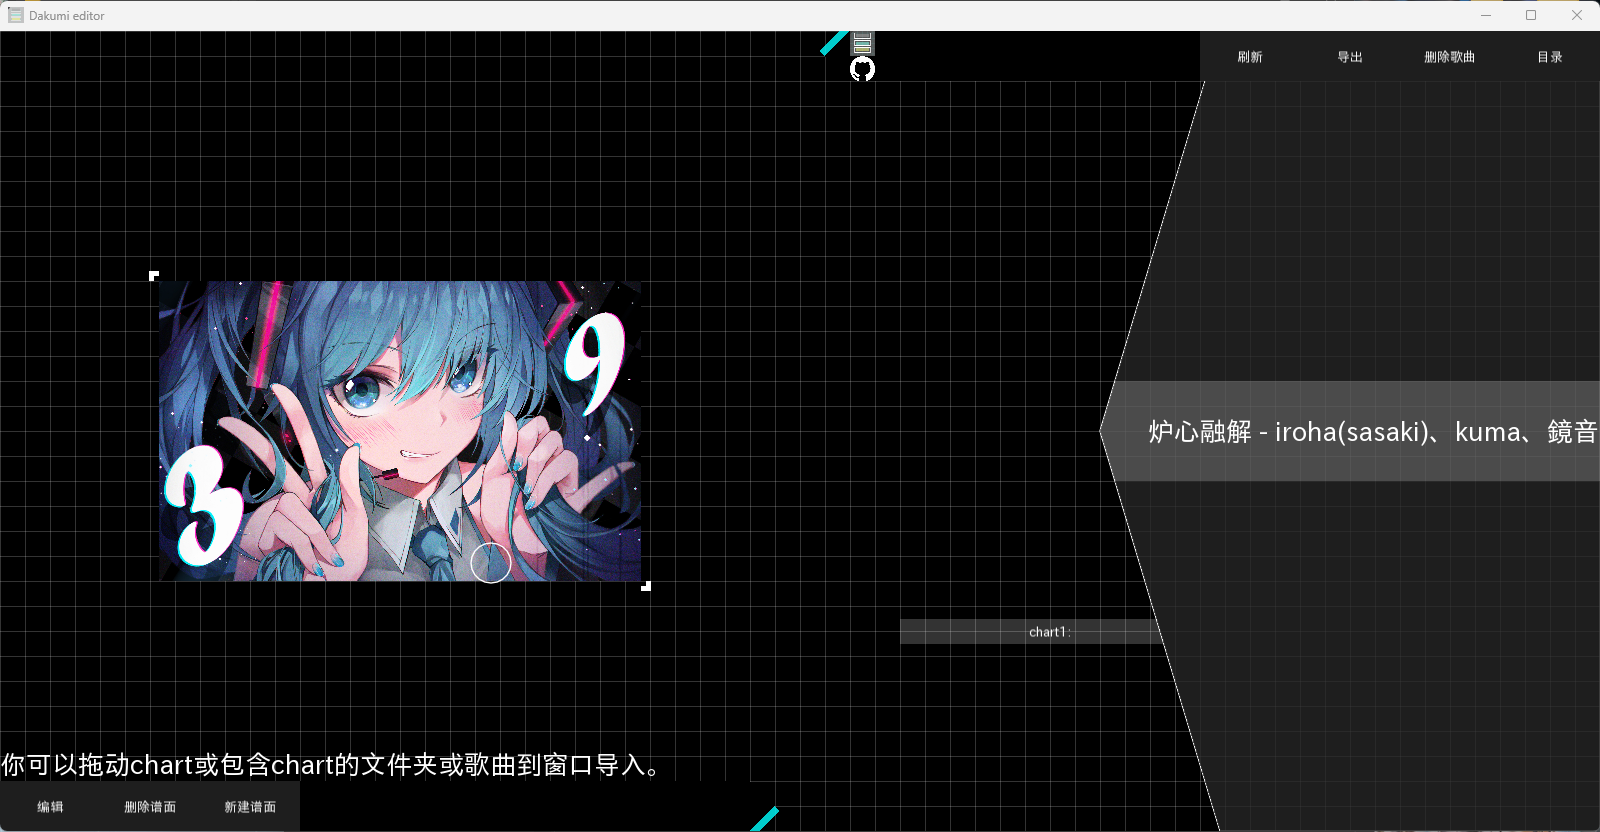 Dakumi editor
刷新 导出 删除歌曲 目录
39
炉心融解 - iroha(sasaki)、kuma、鏡音
chart1:
你可以拖动chart或包含chart的文件夹或歌曲到窗口导入。
编辑 删除谱面 新建谱面